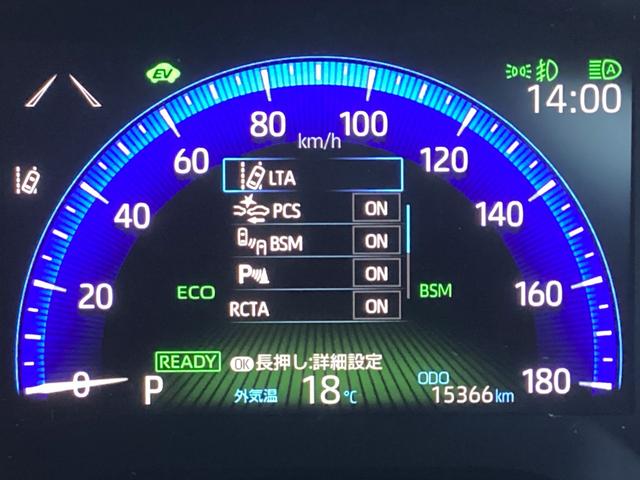 EV
A
14:00
80
100
km/h
60
120
LTA
40
PCS ON
140
BSM ON
P ON
20
ECO
BSM
160
RCTA ON
READY
OK 長押し:詳細設定
0
P
外気温 18℃
ODO
15366 km
180